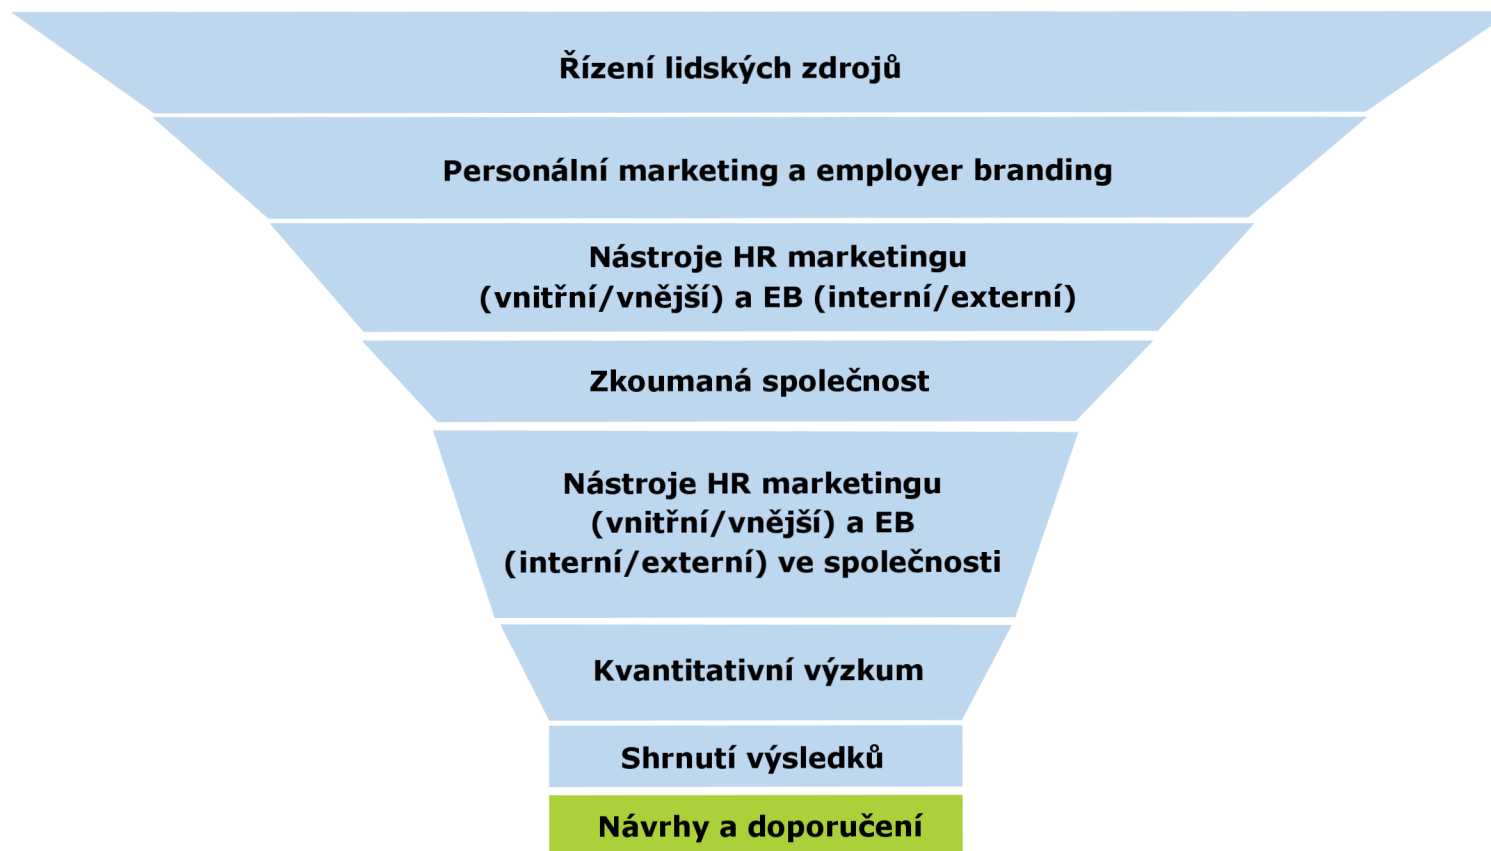 Řízení lidských zdrojů
Personální marketing a employer branding
Nástroje HR marketingu
(vnitřní/vnější) a EB (interní/externí)
Zkoumaná společnost
Nástroje HR marketingu
(vnitřní/vnější) a EB
(interní/externí) ve společnosti
Kvantitativní výzkum
Shrnutí výsledků
Návrhy a doporučení